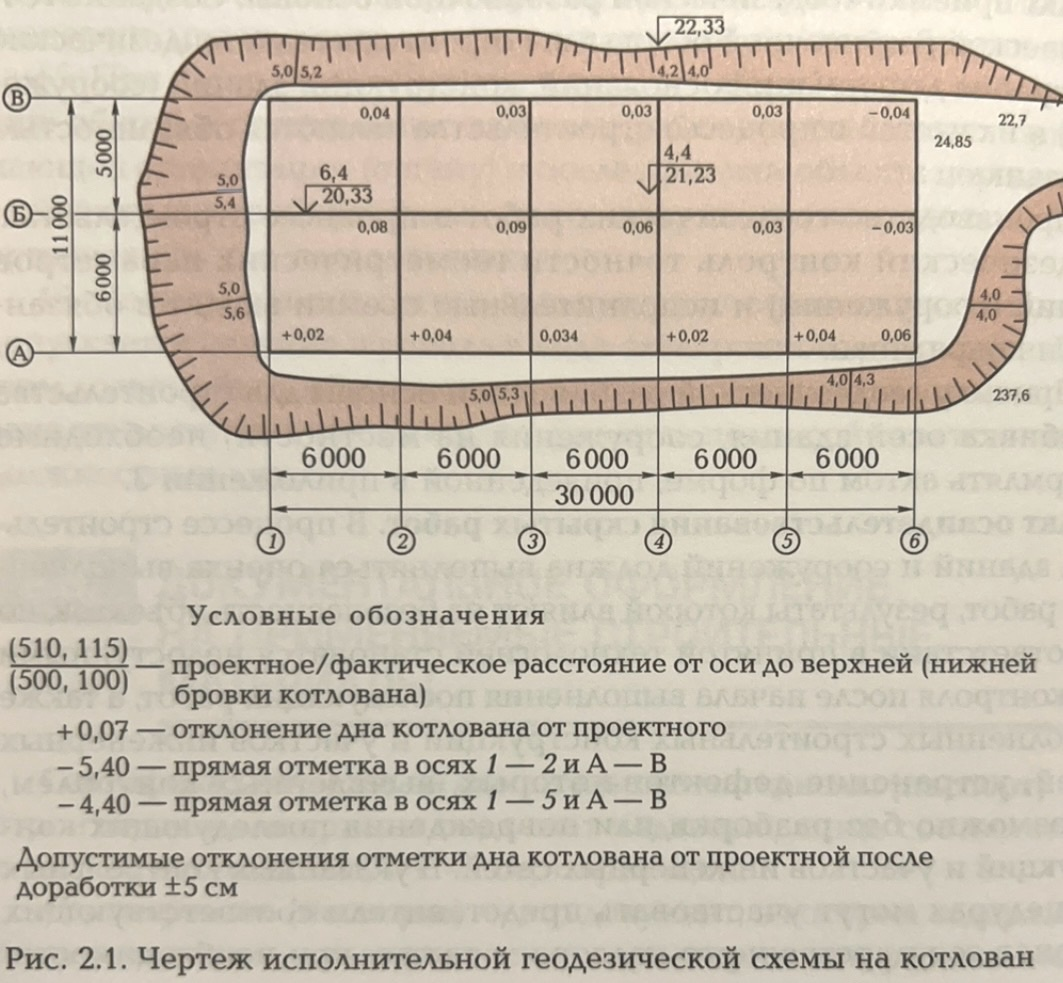 22,33
5,0 5,2
4,2 4,0
В
0,04 0,03 0,03 0,03 −0,04
22,7
24,85
5000
4,4
21,23
6,4
20,33
5,0
5,4
Б
11000
0,08 0,09 0,06 0,03 −0,03
6000
5,0
5,6
4,0
4,0
+0,02 +0,04 0,034 +0,02 +0,04 0,06
А
4,0 4,3
5,0 5,3
237,6
6000 6000 6000 6000 6000
30 000
1 2 3 4 5 6
Условные обозначения
(510, 115)
(500, 100)
— проектное/фактическое расстояние от оси до верхней (нижней
бровки котлована)
+0,07 — отклонение дна котлована от проектного
−5,40 — прямая отметка в осях 1 — 2 и А — В
−4,40 — прямая отметка в осях 1 — 5 и А — В
Допустимые отклонения отметки дна котлована от проектной после
доработки ±5 см
Рис. 2.1. Чертеж исполнительной геодезической схемы на котлован